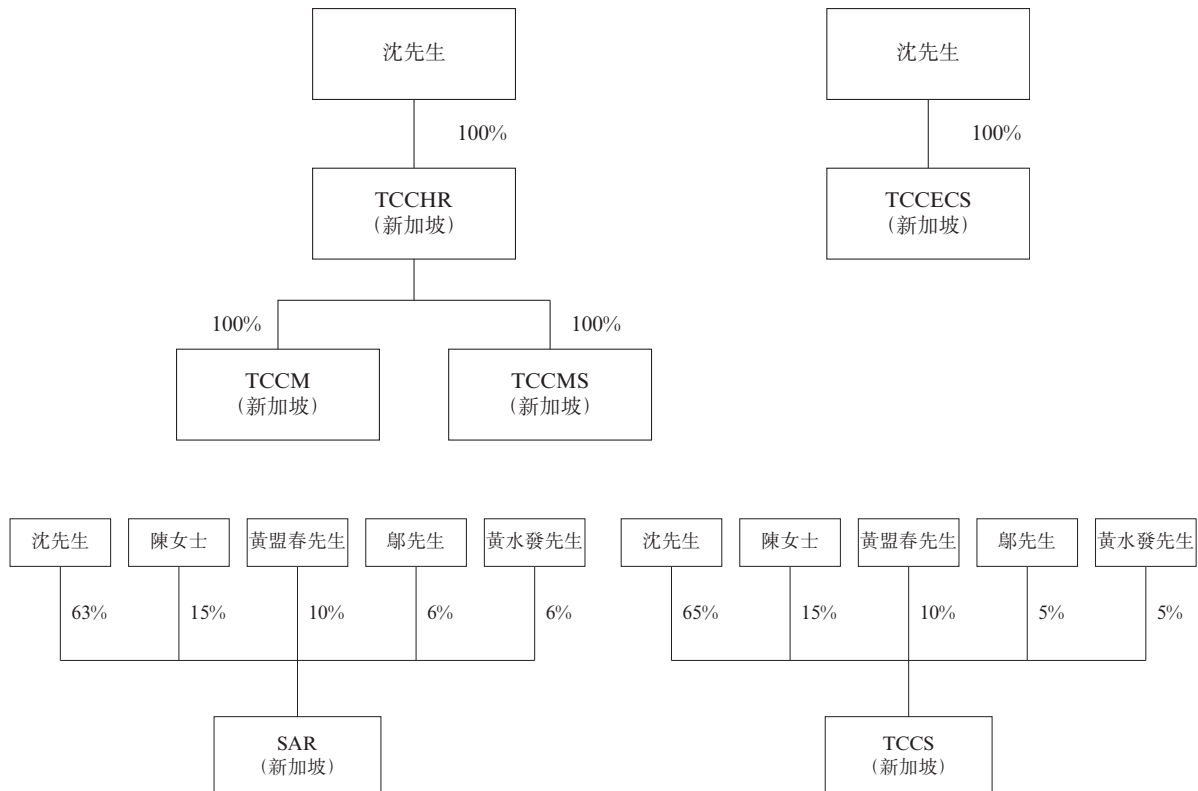 沈先生
沈先生
100%
100%
TCCHR
（新加坡）
TCCECS
（新加坡）
100%
100%
TCCM
（新加坡）
TCCMS
（新加坡）
沈先生
陳女士
黃盟春先生
鄔先生
黃水發先生
沈先生
陳女士
黃盟春先生
鄔先生
黃水發先生
63%
15%
10%
6%
6%
65%
15%
10%
5%
5%
SAR
（新加坡）
TCCS
（新加坡）